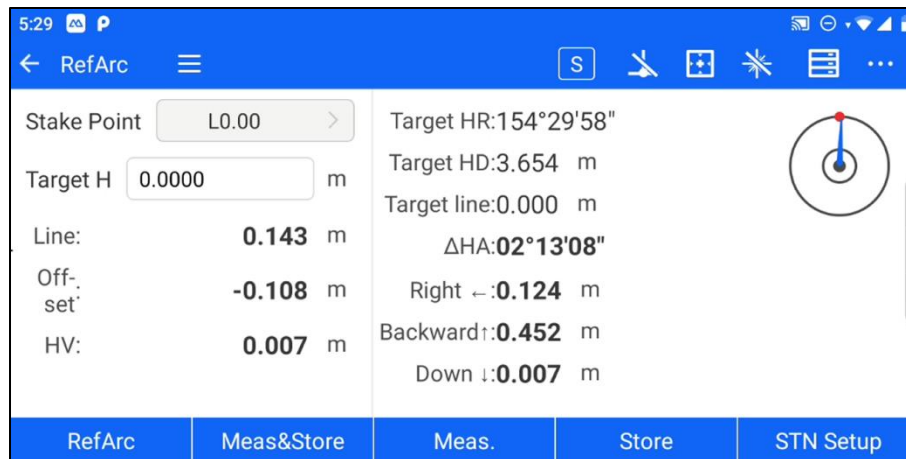 5:29
RefArc
S
Stake Point L0.00
Target H 0.0000 m
Line: 0.143 m
Off-
set: -0.108 m
HV: 0.007 m
Target HR:154°29'58"
Target HD:3.654 m
Target line:0.000 m
ΔHA:02°13'08"
Right ←:0.124 m
Backward↑:0.452 m
Down ↓:0.007 m
RefArc Meas&Store Meas. Store STN Setup